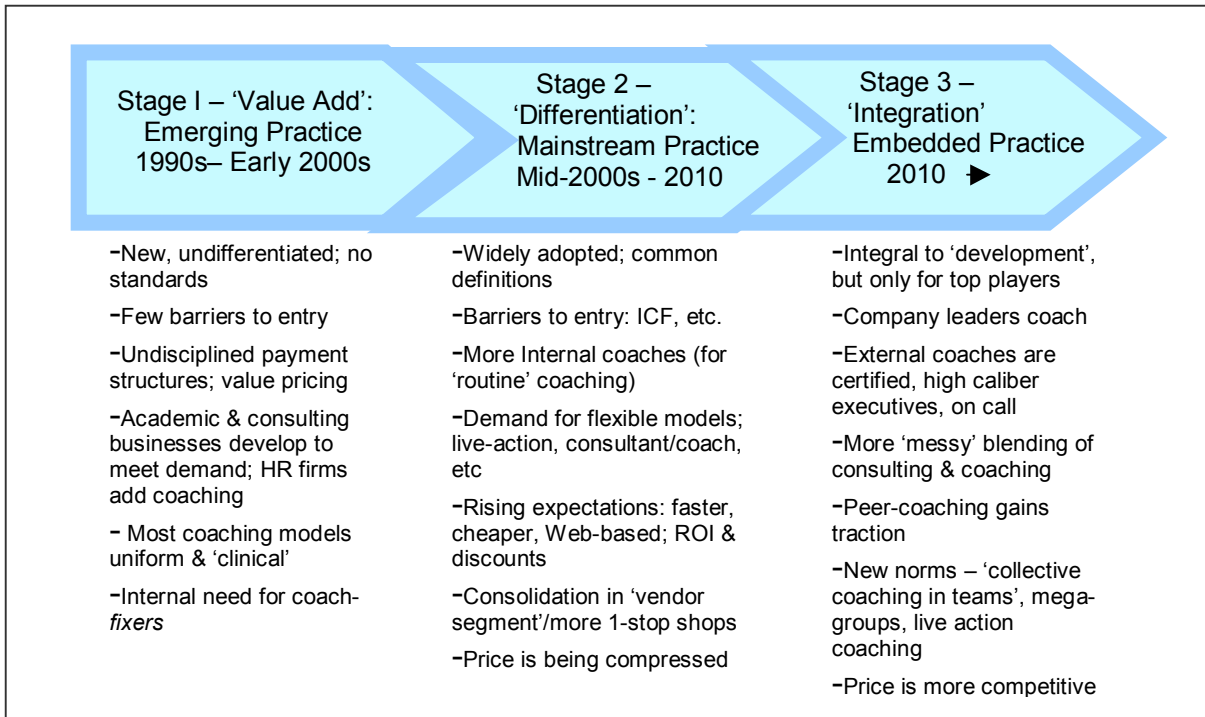 Stage I – ‘Value Add’:
Emerging Practice
1990s– Early 2000s
Stage 2 –
‘Differentiation’:
Mainstream Practice
Mid-2000s - 2010
Stage 3 –
‘Integration’
Embedded Practice
2010
-New, undifferentiated; no
standards
-Few barriers to entry
-Undisciplined payment
structures; value pricing
-Academic & consulting
businesses develop to
meet demand; HR firms
add coaching
- Most coaching models
uniform & ‘clinical’
-Internal need for coach-
fixers
-Widely adopted; common
definitions
-Barriers to entry: ICF, etc.
-More Internal coaches (for
‘routine’ coaching)
-Demand for flexible models;
live-action, consultant/coach,
etc
-Rising expectations: faster,
cheaper, Web-based; ROI &
discounts
-Consolidation in ‘vendor
segment’/more 1-stop shops
-Price is being compressed
-Integral to ‘development’,
but only for top players
-Company leaders coach
-External coaches are
certified, high caliber
executives, on call
-More ‘messy’ blending of
consulting & coaching
-Peer-coaching gains
traction
-New norms – ‘collective
coaching in teams’, mega-
groups, live action
coaching
-Price is more competitive